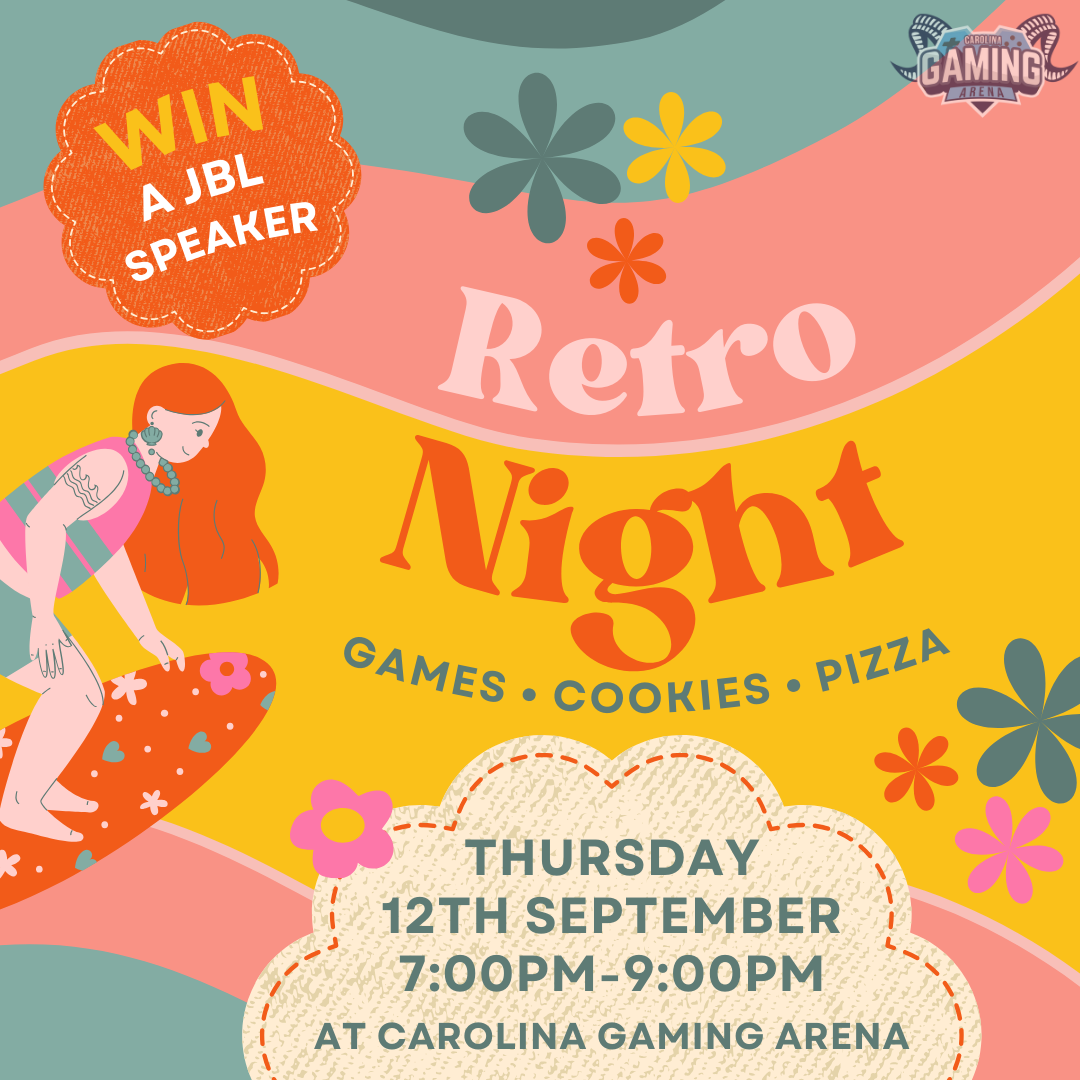 CAROLINA
GAMING
ARENA
WIN
A JBL
SPEAKER
Retro
Night
GAMES • COOKIES • PIZZA
THURSDAY
12TH SEPTEMBER
7:00PM-9:00PM
AT CAROLINA GAMING ARENA